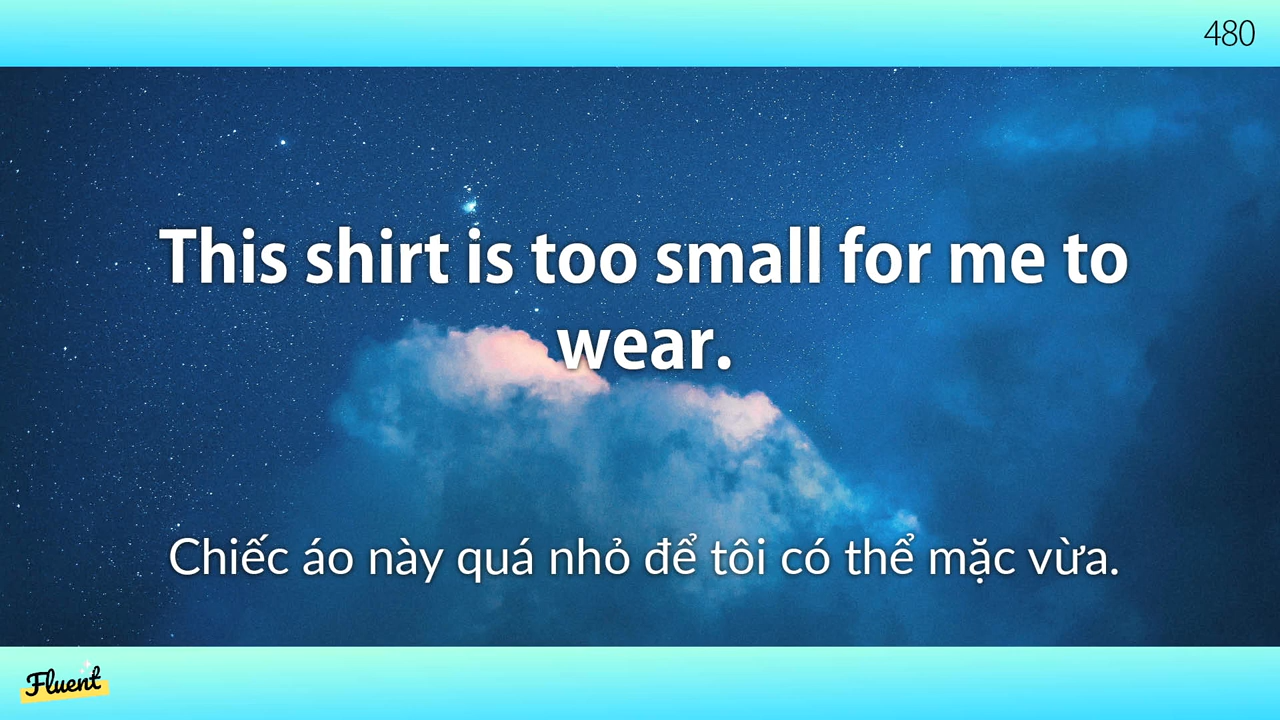 480
This shirt is too small for me to
wear.
Chiếc áo này quá nhỏ để tôi có thể mặc vừa.
Fluent